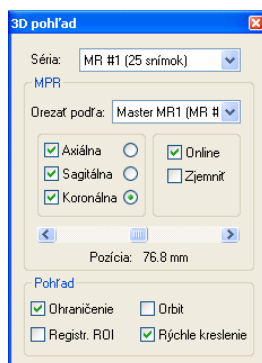 3D pohľad
Séria: MR #1 (25 snímok)
MPR
Orezať podľa: Master MR1 (MR #
Axiálna
Online
Sagitálna
Zjemniť
Koronálna
Pozícia: 76.8 mm
Pohľad
Ohraničenie
Orbit
Registr. ROI
Rýchle kreslenie